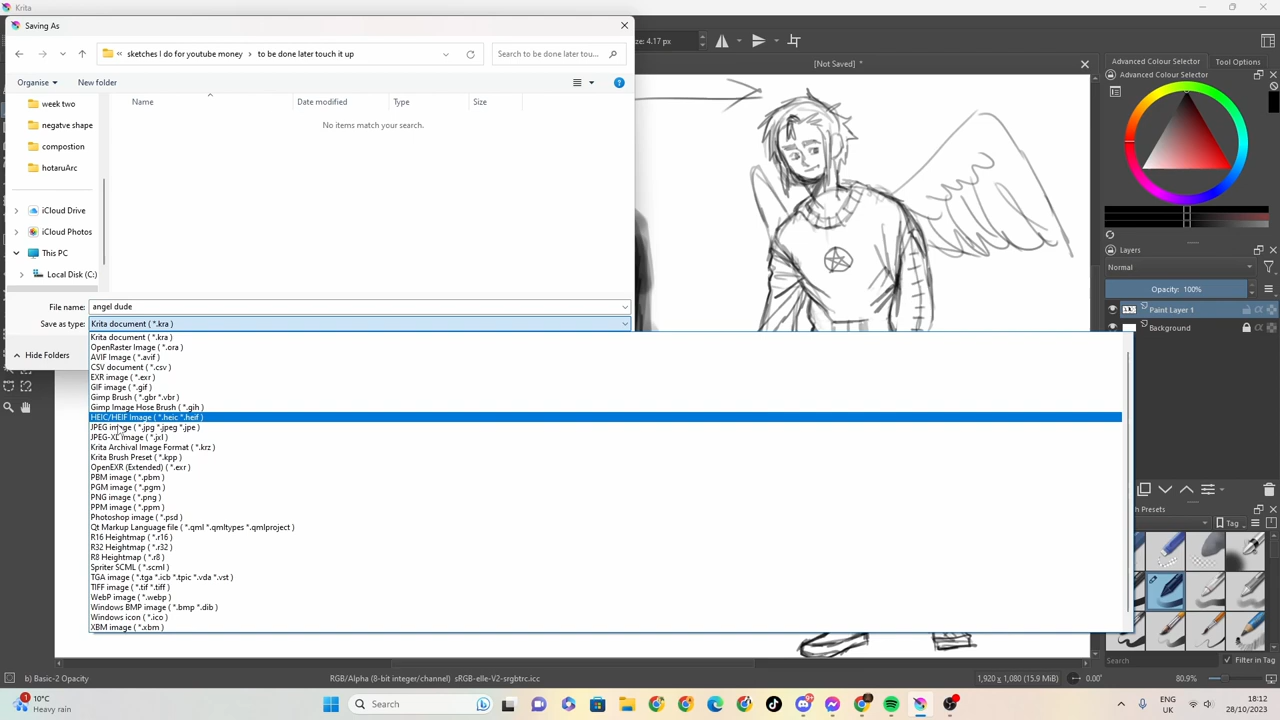 Krita
Saving As
sketches I do for youtube money
to be done later touch it up
Search to be done later tou...
Organise
New folder
week two
negatve shape
compostion
hotaruArc
iCloud Drive
iCloud Photos
This PC
Local Disk (C:)
Name
Date modified
Type
Size
No items match your search.
File name:
angel dude
Save as type:
Krita document ( *.kra )
Hide Folders
Krita document ( *.kra )
OpenRaster Image ( *.ora )
AVIF Image ( *.avif )
CSV document ( *.csv )
EXR image ( *.exr )
GIF image ( *.gif )
Gimp Brush ( *.gbr *.vbr )
Gimp Image Hose Brush ( *.gih )
HEIC/HEIF Image ( *.heic *.heif )
JPEG image ( *.jpg *.jpeg *.jpe )
JPEG-XL image ( *.jxl )
Krita Archival Image Format ( *.krz )
Krita Brush Preset ( *.kpp )
OpenEXR (Extended) ( *.exr )
PBM image ( *.pbm )
PGM image ( *.pgm )
PNG image ( *.png )
PPM image ( *.ppm )
Photoshop image ( *.psd )
Qt Markup Language file ( *.qml *.qmltypes *.qmlproject )
R16 Heightmap ( *.r16 )
R32 Heightmap ( *.r32 )
R8 Heightmap ( *.r8 )
Spriter SCML ( *.scml )
TGA image ( *.tga *.icb *.tpic *.vda *.vst )
TIFF image ( *.tif *.tiff )
WebP image ( *.webp )
Windows BMP image ( *.bmp *.dib )
Windows icon ( *.ico )
XBM image ( *.xbm )
ze: 4.17 px
[Not Saved] *
Advanced Colour Selector
Tool Options
Advanced Colour Selector
Layers
Normal
Opacity: 100%
Paint Layer 1
Background
h Presets
Tag
Search
Filter in Tag
b) Basic-2 Opacity
RGB/Alpha (8-bit integer/channel) sRGB-elle-V2-srgbtrc.icc
1,920 x 1,080 (15.9 MiB)
0.00°
80.9%
1
10°C
Heavy rain
Search
ENG
UK
18:12
28/10/2023